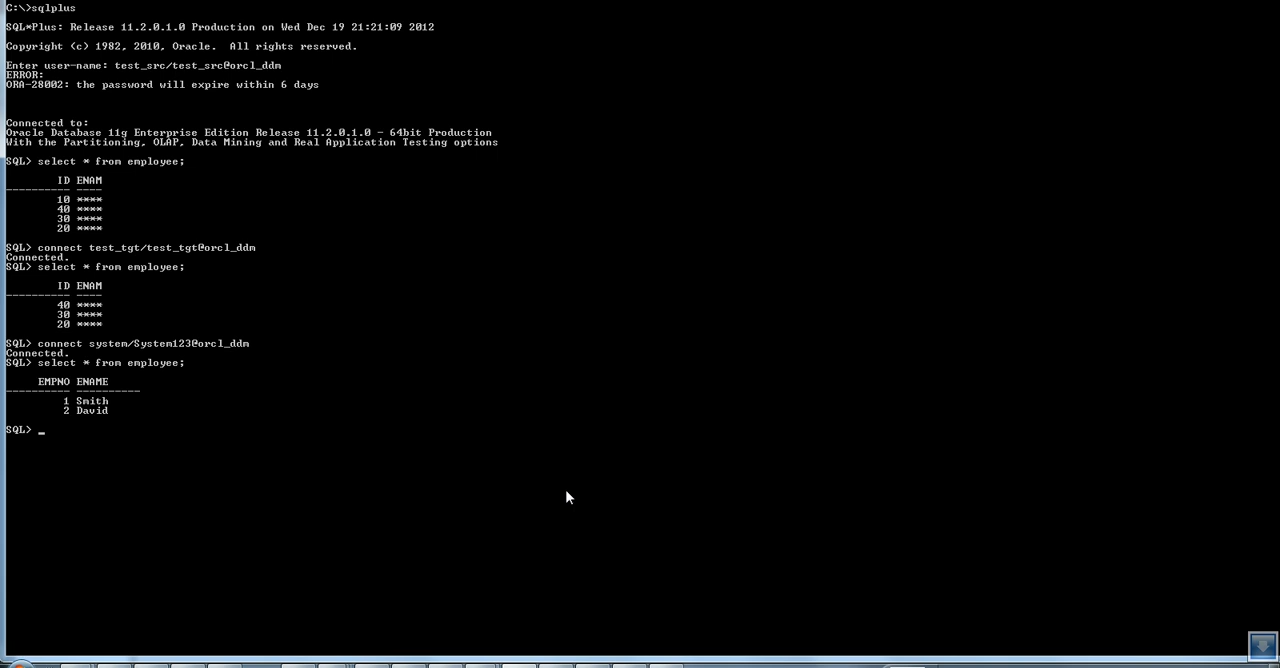 C:\>sqlplus
SQL*Plus: Release 11.2.0.1.0 Production on Wed Dec 19 21:21:09 2012
Copyright (c) 1982, 2010, Oracle.  All rights reserved.
Enter user-name: test_src/test_src@orcl_ddm
ERROR:
ORA-28002: the password will expire within 6 days
Connected to:
Oracle Database 11g Enterprise Edition Release 11.2.0.1.0 - 64bit Production
With the Partitioning, OLAP, Data Mining and Real Application Testing options
SQL> select * from employee;
        ID ENAM
---------- ----
        10 ****
        40 ****
        30 ****
        20 ****
SQL> connect test_tgt/test_tgt@orcl_ddm
Connected.
SQL> select * from employee;
        ID ENAM
---------- ----
        40 ****
        30 ****
        20 ****
SQL> connect system/System123@orcl_ddm
Connected.
SQL> select * from employee;
     EMPNO ENAME
---------- ----------
         1 Smith
         2 David
SQL> _